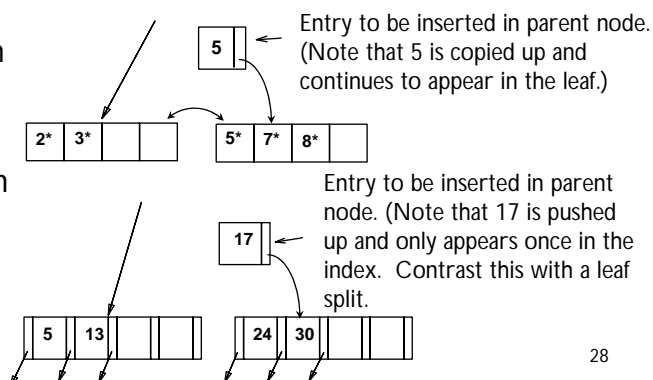 5
Entry to be inserted in parent node.
(Note that 5 is copied up and
continues to appear in the leaf.)
2* 3*
5* 7* 8*
17
Entry to be inserted in parent
node. (Note that 17 is pushed
up and only appears once in the
index. Contrast this with a leaf
split.
5 13
24 30
28